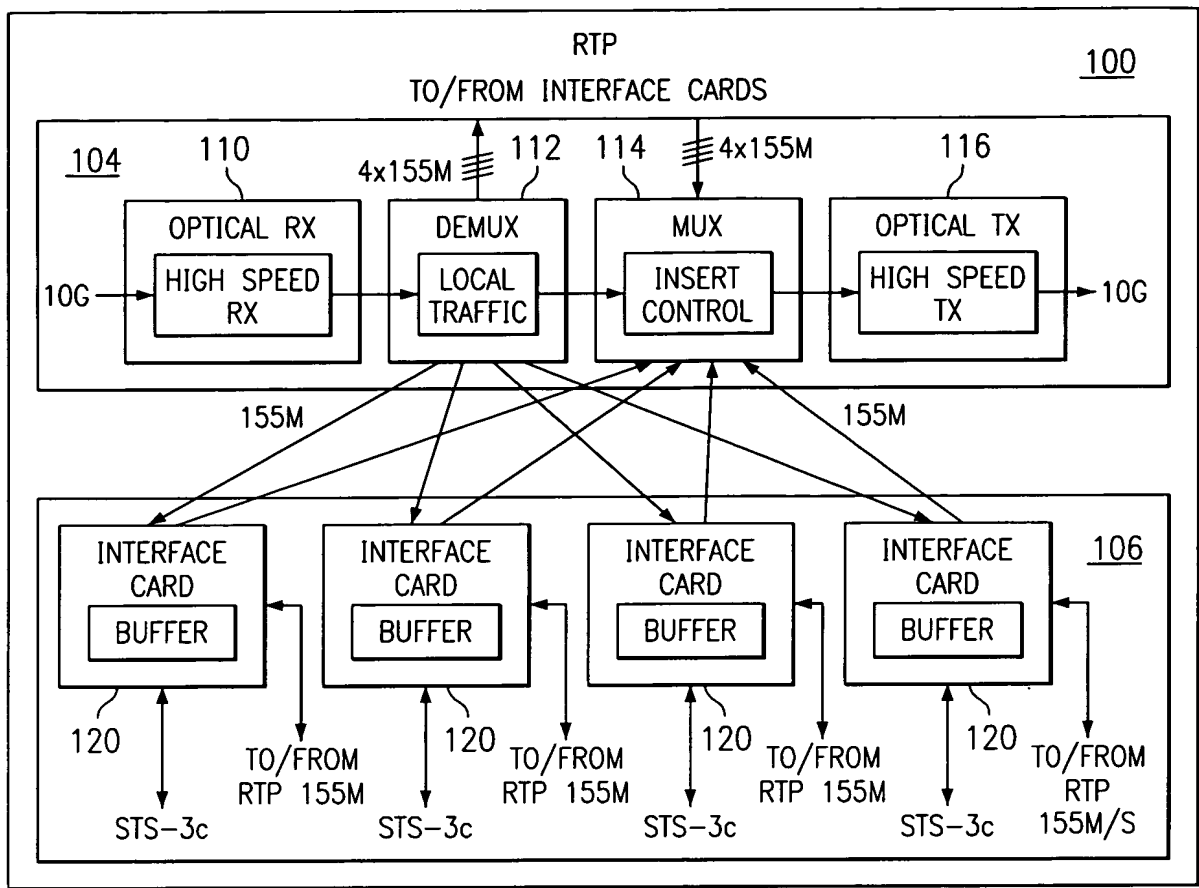 RTP
100
TO/FROM INTERFACE CARDS
104
110
4x155M
112
114
4x155M
116
OPTICAL RX
DEMUX
MUX
OPTICAL TX
10G
HIGH SPEED
RX
LOCAL
TRAFFIC
INSERT
CONTROL
HIGH SPEED
TX
10G
155M
155M
INTERFACE
CARD
BUFFER
INTERFACE
CARD
BUFFER
INTERFACE
CARD
BUFFER
INTERFACE
CARD
BUFFER
106
120
TO/FROM
RTP 155M
120
TO/FROM
RTP 155M
120
TO/FROM
RTP 155M
120
TO/FROM
RTP
155M/S
STS-3c
STS-3c
STS-3c
STS-3c